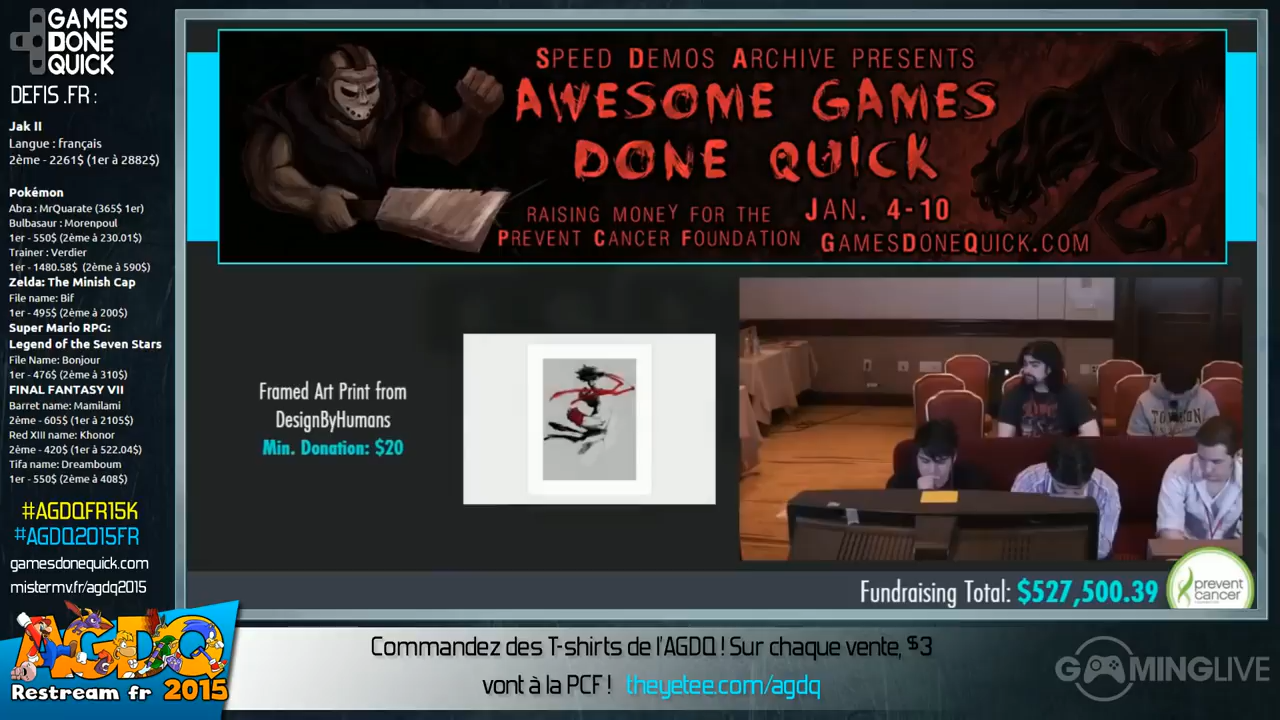 GAMES
DONE
QUICK
DEFIS .FR :
Jak II
Langue : français
2ème - 2261$ (1er à 2882$)
Pokémon
Abra : MrQuarate (365$ 1er)
Bulbasaur : Morenpoul
1er - 550$ (2ème à 230.01$)
Trainer : Verdier
1er - 1480.58$ (2ème à 590$)
Zelda: The Minish Cap
File name: Bif
1er - 495$ (2ème à 200$)
Super Mario RPG:
Legend of the Seven Stars
File Name: Bonjour
1er - 476$ (2ème à 310$)
FINAL FANTASY VII
Barret name: Mamilami
2ème - 605$ (1er à 2105$)
Red XIII name: Khonor
2ème - 420$ (1er à 522.04$)
Tifa name: Dreamboum
1er - 550$ (2ème à 408$)
#AGDQFR15K
#AGDQ2015FR
gamesdonequick.com
mistermv.fr/agdq2015
AGDQ
Restream fr 2015
SPEED DEMOS ARCHIVE PRESENTS
AWESOME GAMES
DONE QUICK
RAISING MONEY FOR THE
PREVENT CANCER FOUNDATION
JAN. 4-10
GAMESDONEQUICK.COM
Framed Art Print from
DesignByHumans
Min. Donation: $20
Fundraising Total: $527,500.39
prevent
cancer
Commandez des T-shirts de l'AGDQ ! Sur chaque vente, $3
vont à la PCF ! theyetee.com/agdq
GAMINGLIVE